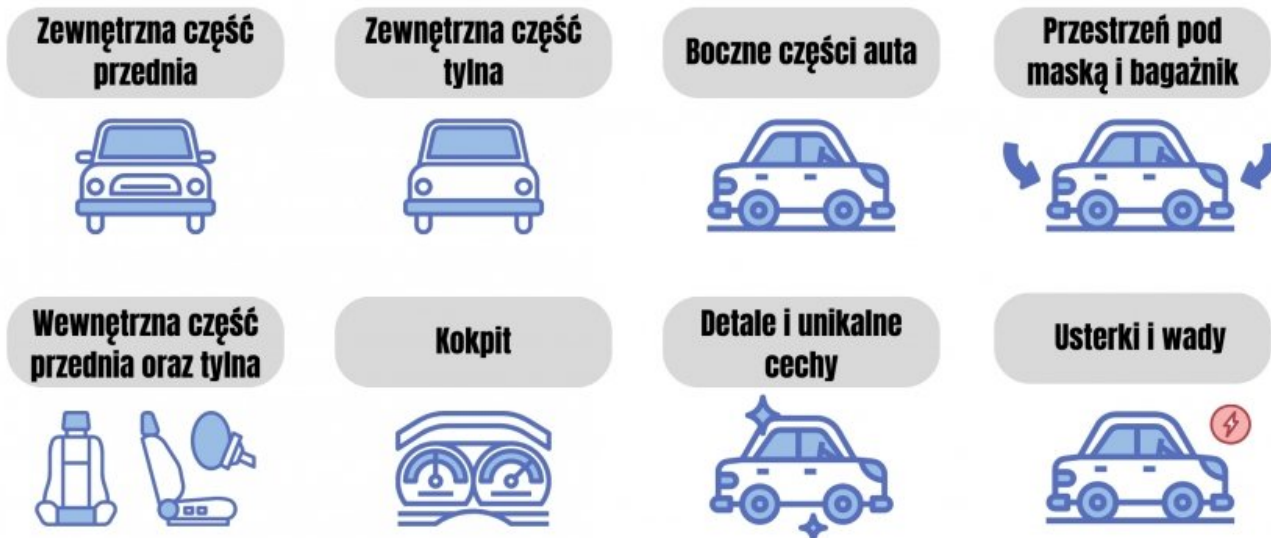 Zewnętrzna część
przednia
Zewnętrzna część
tylna
Boczne części auta
Przestrzeń pod
maską i bagażnik
Wewnętrzna część
przednia oraz tylna
Kokpit
Detale i unikalne
cechy
Usterki i wady